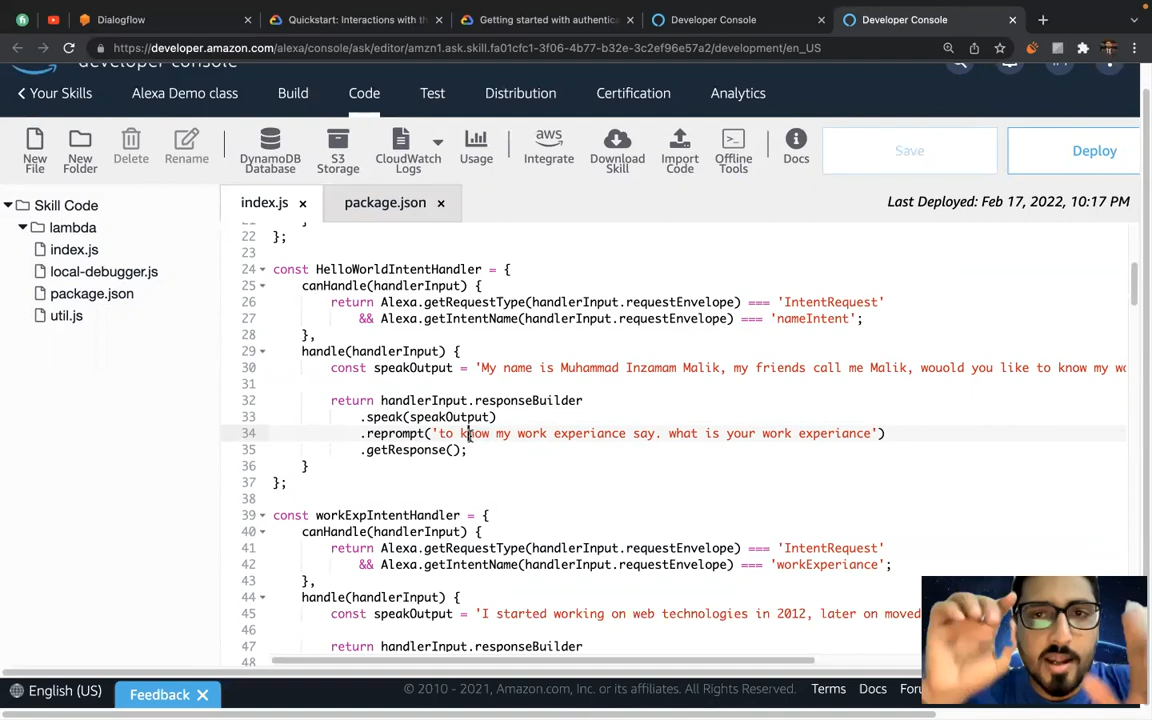 Dialogflow
Quickstart: Interactions with th
Getting started with authentica
Developer Console
Developer Console
https://developer.amazon.com/alexa/console/ask/editor/amzn1.ask.skill.fa01cfc1-3f06-4b77-b32e-3c2ef96e57a2/development/en_US
developer console
Your Skills
Alexa Demo class
Build
Code
Test
Distribution
Certification
Analytics
New File
New Folder
Delete
Rename
DynamoDB Database
S3 Storage
CloudWatch Logs
Usage
aws
Integrate
Download Skill
Import Code
Offline Tools
Docs
Save
Deploy
Skill Code
lambda
index.js
local-debugger.js
package.json
util.js
index.js
package.json
Last Deployed: Feb 17, 2022, 10:17 PM
21 }
22 };
23
24 const HelloWorldIntentHandler = {
25 canHandle(handlerInput) {
26 return Alexa.getRequestType(handlerInput.requestEnvelope) === 'IntentRequest'
27 && Alexa.getIntentName(handlerInput.requestEnvelope) === 'nameIntent';
28 },
29 handle(handlerInput) {
30 const speakOutput = 'My name is Muhammad Inzamam Malik, my friends call me Malik, wouold you like to know my wo
31
32 return handlerInput.responseBuilder
33 .speak(speakOutput)
34 .reprompt('to know my work experiance say. what is your work experiance')
35 .getResponse();
36 }
37 };
38
39 const workExpIntentHandler = {
40 canHandle(handlerInput) {
41 return Alexa.getRequestType(handlerInput.requestEnvelope) === 'IntentRequest'
42 && Alexa.getIntentName(handlerInput.requestEnvelope) === 'workExperiance';
43 },
44 handle(handlerInput) {
45 const speakOutput = 'I started working on web technologies in 2012, later on moved
46
47 return handlerInput.responseBuilder
48
English (US)
Feedback
© 2010 - 2021, Amazon.com, Inc. or its affiliates. All Rights Reserved.
Terms
Docs
Foru